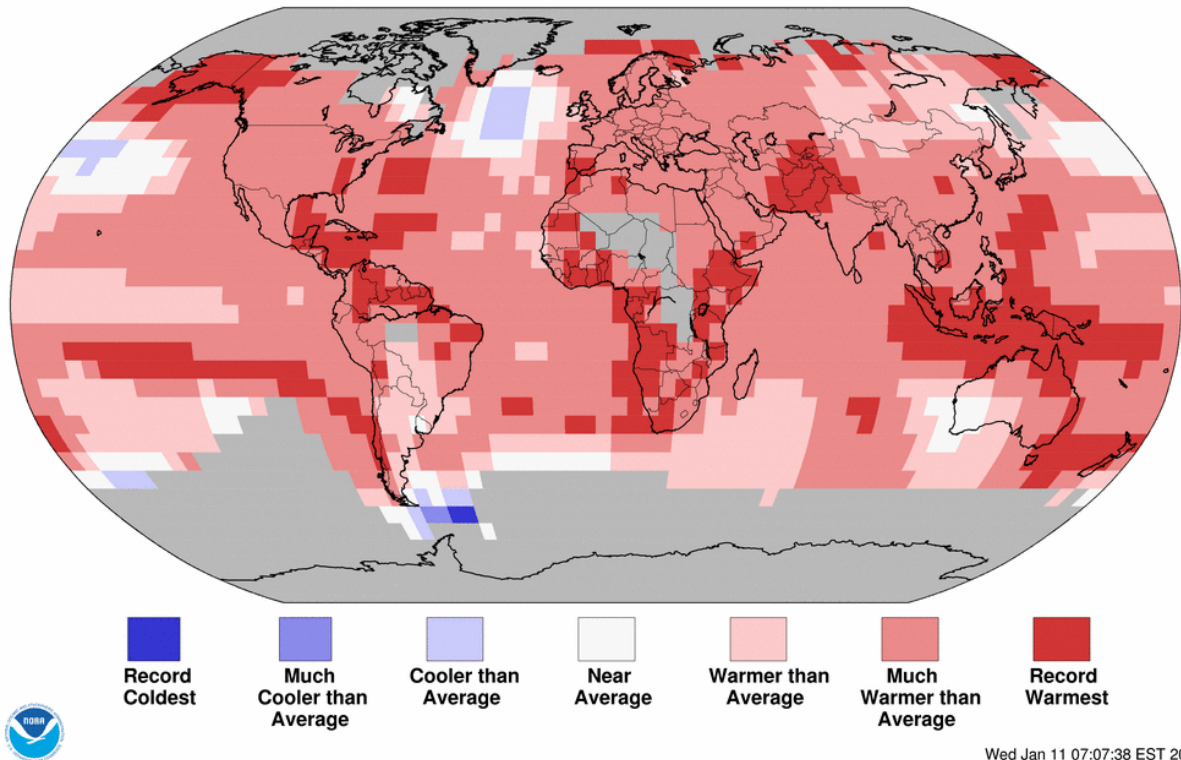 Record
Coldest
Much
Cooler than
Average
Cooler than
Average
Near
Average
Warmer than
Average
Much
Warmer than
Average
Record
Warmest
NOAA
Wed Jan 11 07:07:38 EST 20